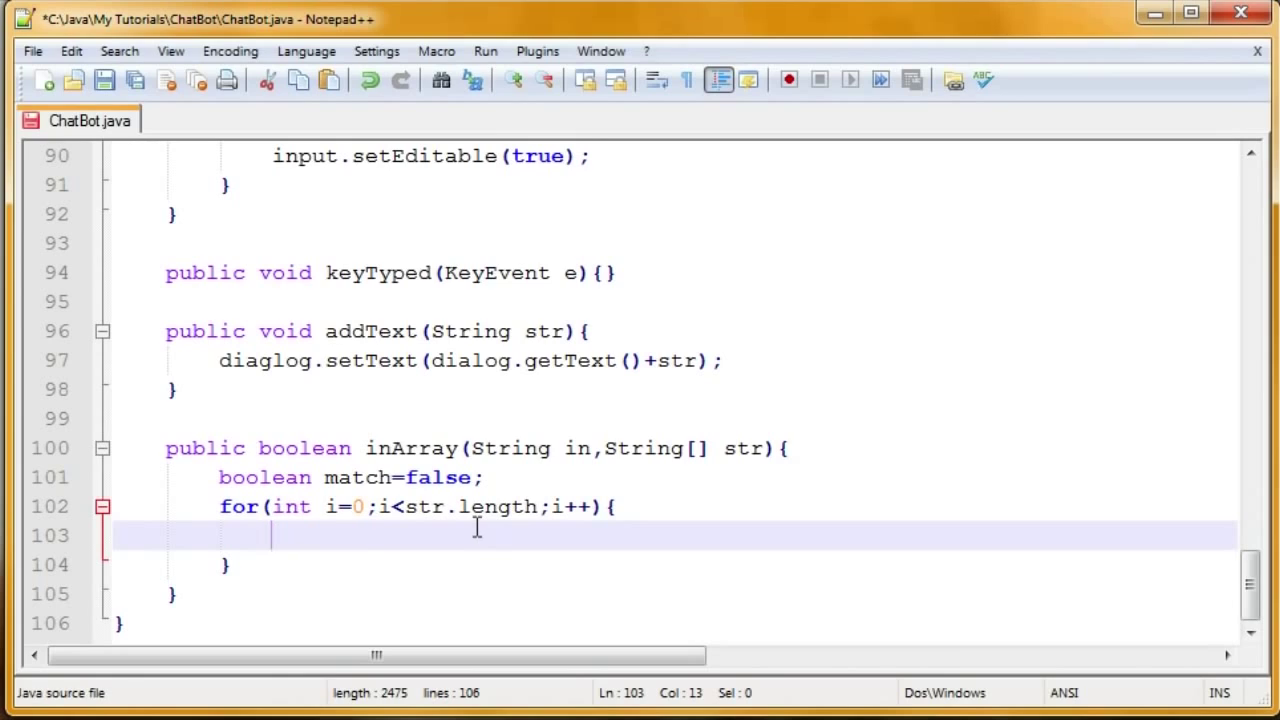 *C:\Java\My Tutorials\ChatBot\ChatBot.java - Notepad++
File Edit Search View Encoding Language Settings Macro Run Plugins Window ? X
ABC
ChatBot.java
90 input.setEditable(true);
91 }
92 }
93
94 public void keyTyped(KeyEvent e){}
95
96 public void addText(String str){
97 diaglog.setText(dialog.getText()+str);
98 }
99
100 public boolean inArray(String in,String[] str){
101 boolean match=false;
102 for(int i=0;i<str.length;i++){
103
104 }
105 }
106 }
Java source file length : 2475 lines : 106 Ln : 103 Col : 13 Sel : 0 Dos\Windows ANSI INS